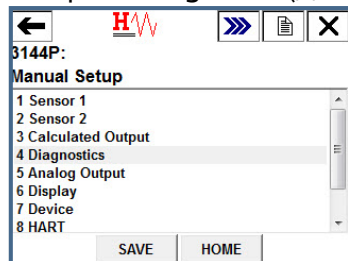 H
3144P:
Manual Setup
1 Sensor 1
2 Sensor 2
3 Calculated Output
4 Diagnostics
5 Analog Output
6 Display
7 Device
8 HART
SAVE HOME